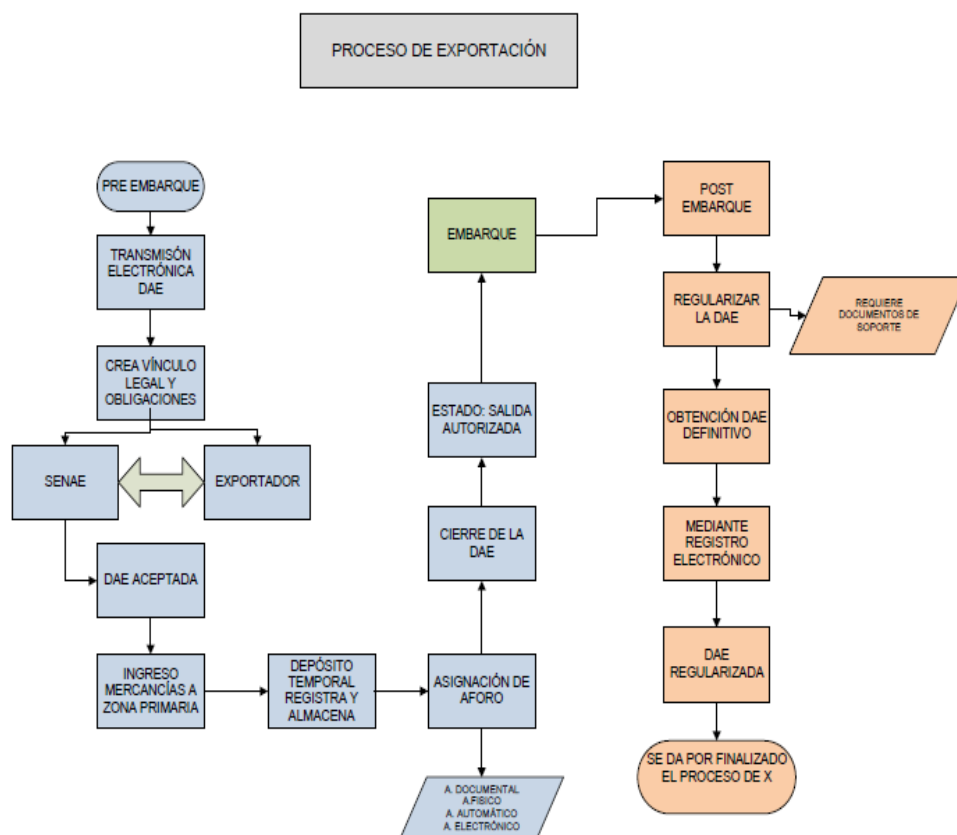 PROCESO DE EXPORTACIÓN
PRE EMBARQUE
TRANSMISÓN
ELECTRÓNICA
DAE
CREA VÍNCULO
LEGAL Y
OBLIGACIONES
SENAE
EXPORTADOR
DAE ACEPTADA
INGRESO
MERCANCÍAS A
ZONA PRIMARIA
DEPÓSITO
TEMPORAL
REGISTRA Y
ALMACENA
ASIGNACIÓN DE
AFORO
A. DOCUMENTAL
A.FISICO
A. AUTOMÁTICO
A. ELECTRÓNICO
CIERRE DE LA
DAE
ESTADO: SALIDA
AUTORIZADA
EMBARQUE
POST
EMBARQUE
REGULARIZAR
LA DAE
REQUIERE
DOCUMENTOS DE
SOPORTE
OBTENCIÓN DAE
DEFINITIVO
MEDIANTE
REGISTRO
ELECTRÓNICO
DAE
REGULARIZADA
SE DA POR FINALIZADO
EL PROCESO DE X